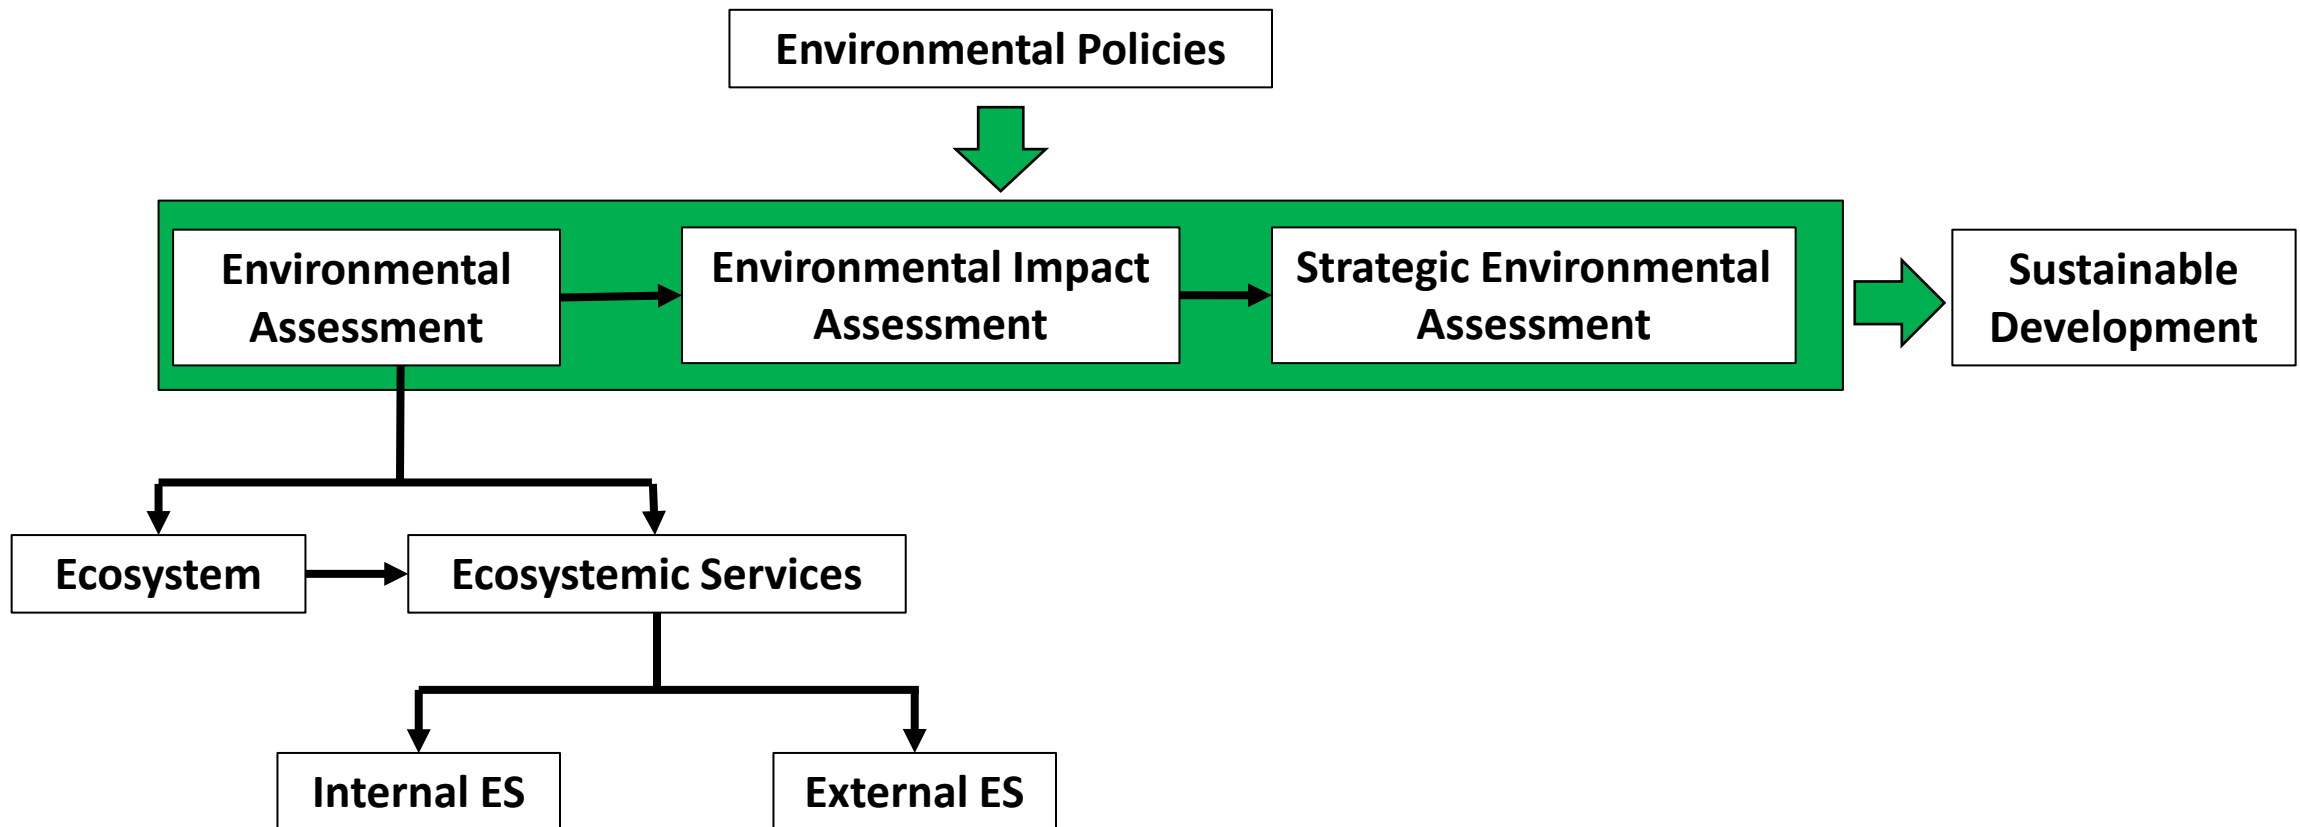 Environmental Policies
Environmental
Assessment
Environmental Impact
Assessment
Strategic Environmental
Assessment
Sustainable
Development
Ecosystem
Ecosystemic Services
Internal ES
External ES